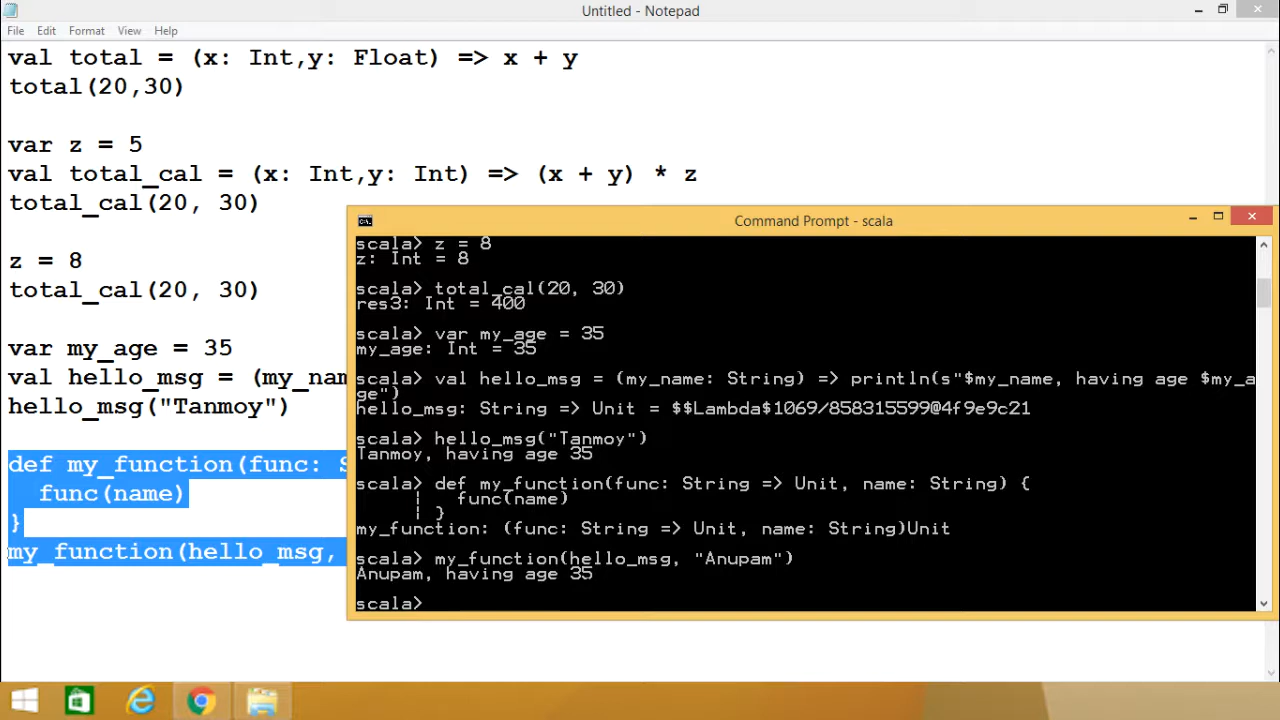 Untitled - Notepad
File Edit Format View Help
val total = (x: Int,y: Float) => x + y
total(20,30)
var z = 5
val total_cal = (x: Int,y: Int) => (x + y) * z
total_cal(20, 30)
z = 8
total_cal(20, 30)
var my_age = 35
val hello_msg = (my_nam
hello_msg("Tanmoy")
def my_function(func: S
func(name)
}
my_function(hello_msg,
Command Prompt - scala
scala> z = 8
z: Int = 8
scala> total_cal(20, 30)
res3: Int = 400
scala> var my_age = 35
my_age: Int = 35
scala> val hello_msg = (my_name: String) => println(s"$my_name, having age $my_a
ge")
hello_msg: String => Unit = $$Lambda$1069/858315599@4f9e9c21
scala> hello_msg("Tanmoy")
Tanmoy, having age 35
scala> def my_function(func: String => Unit, name: String) {
| func(name)
| }
my_function: (func: String => Unit, name: String)Unit
scala> my_function(hello_msg, "Anupam")
Anupam, having age 35
scala>